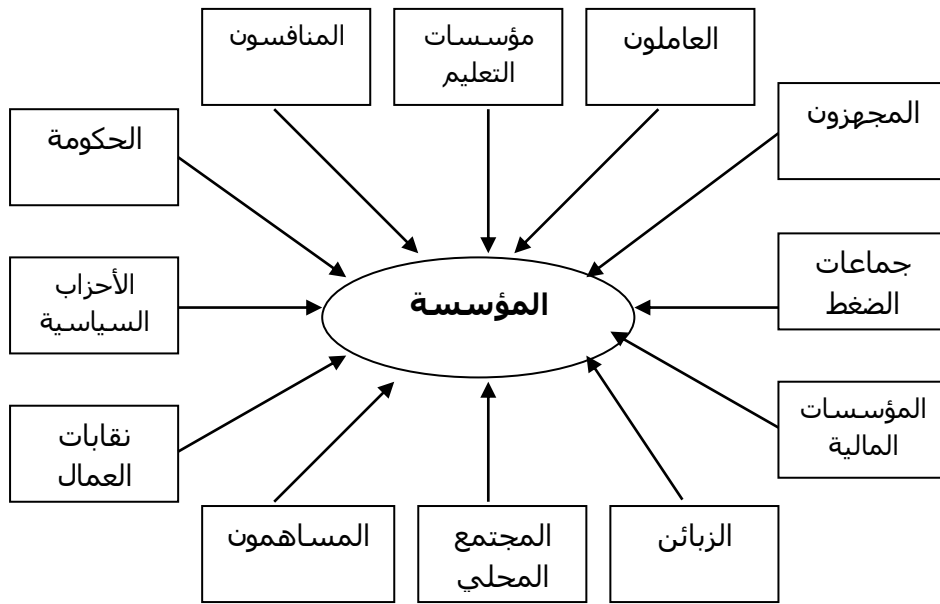 العاملون
مؤسسات
التعليم
المنافسون
المجهزون
الحكومة
جماعات
الضغط
الأحزاب
السياسية
المؤسسة
المؤسسات
المالية
نقابات
العمال
الزبائن
المجتمع
المحلي
المساهمون